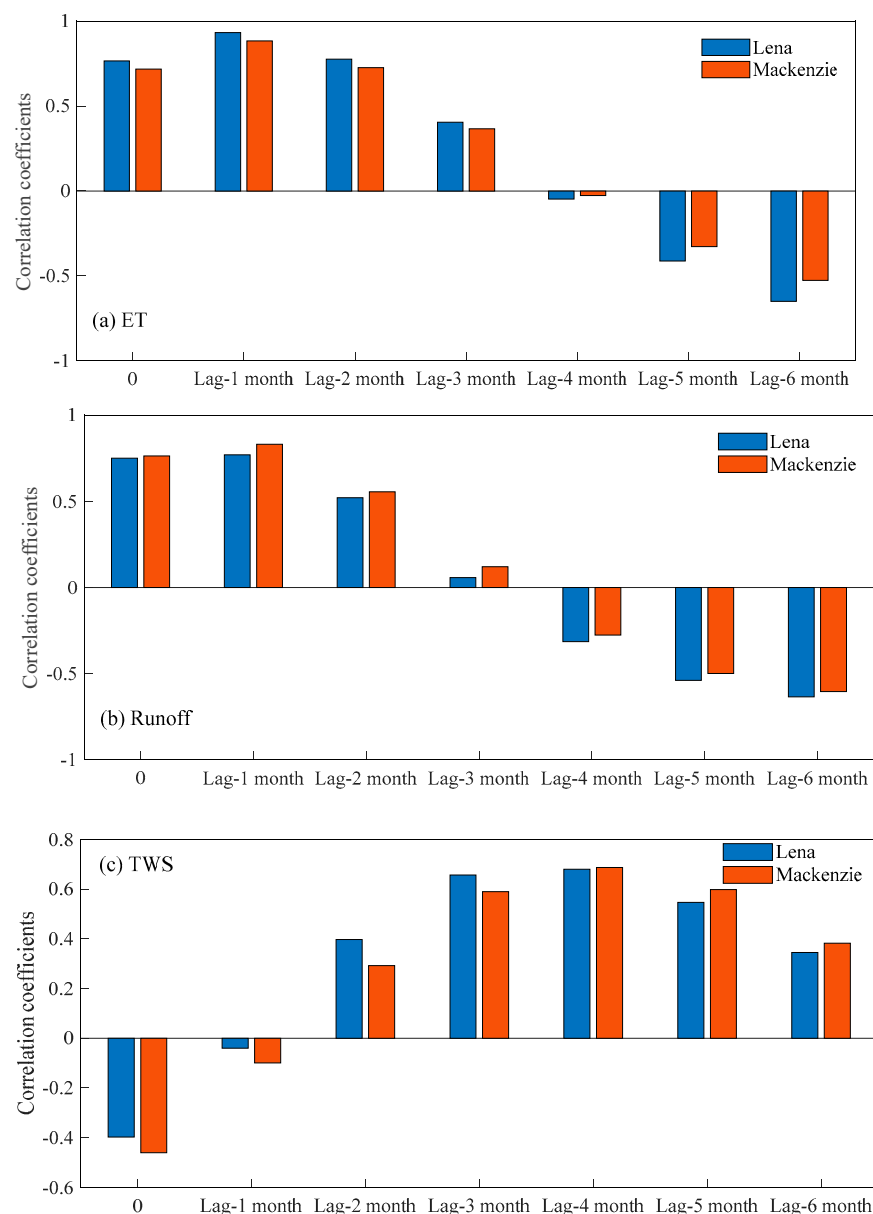 1
0.5
0
-0.5
-1
Correlation coefficients
Lena
Mackenzie
(a) ET
0 Lag-1 month Lag-2 month Lag-3 month Lag-4 month Lag-5 month Lag-6 month
1
0.5
0
-0.5
-1
Correlation coefficients
Lena
Mackenzie
(b) Runoff
0 Lag-1 month Lag-2 month Lag-3 month Lag-4 month Lag-5 month Lag-6 month
0.8
0.6
0.4
0.2
0
-0.2
-0.4
-0.6
Correlation coefficients
(c) TWS
Lena
Mackenzie
0 Lag-1 month Lag-2 month Lag-3 month Lag-4 month Lag-5 month Lag-6 month